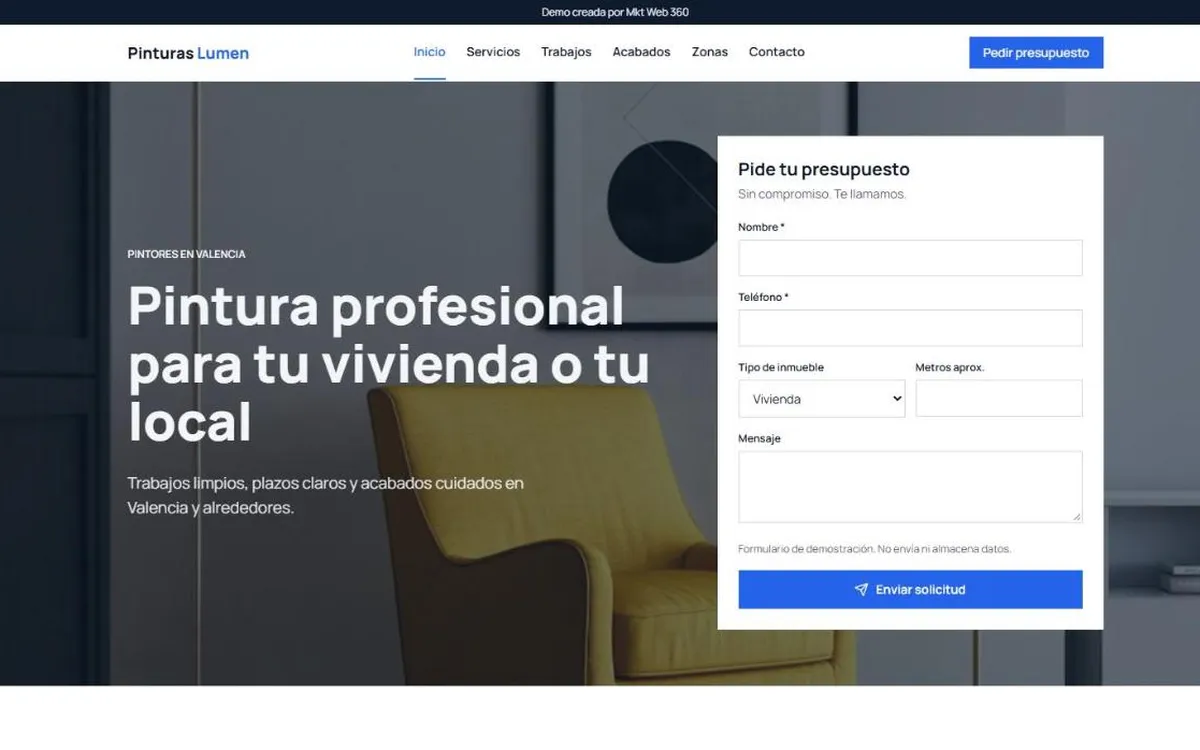 Demo creada por Mkt Web 360
Pinturas Lumen
Inicio
Servicios
Trabajos
Acabados
Zonas
Contacto
Pedir presupuesto
PINTORES EN VALENCIA
Pintura profesional
para tu vivienda o tu
local
Trabajos limpios, plazos claros y acabados cuidados en
Valencia y alrededores.
Pide tu presupuesto
Sin compromiso. Te llamamos.
Nombre *
Teléfono *
Tipo de inmueble
Metros aprox.
Vivienda
Mensaje
Formulario de demostración. No envía ni almacena datos.
Enviar solicitud